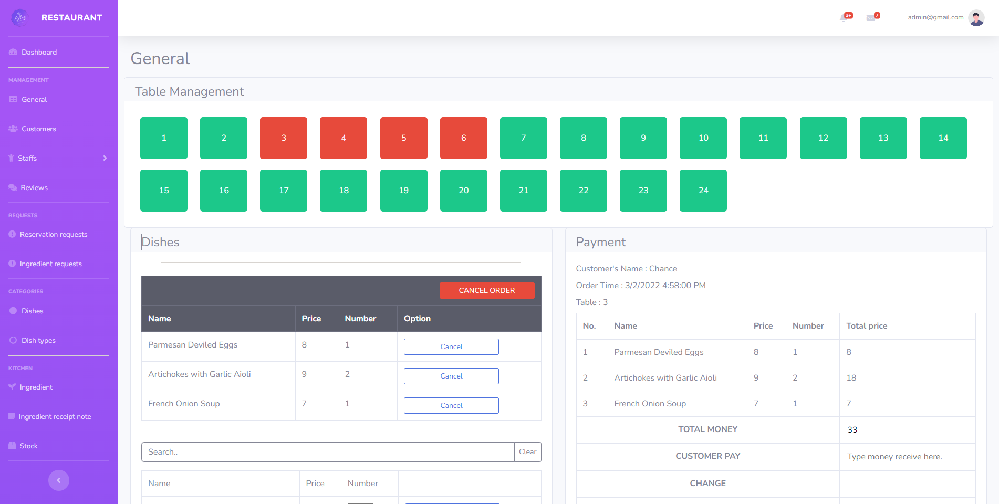 RESTAURANT
3+
7
admin@gmail.com
Dashboard
MANAGEMENT
General
Customers
Staffs
Reviews
REQUESTS
Reservation requests
Ingredient requests
CATEGORIES
Dishes
Dish types
KITCHEN
Ingredient
Ingredient receipt note
Stock
General
Table Management
1 2 3 4 5 6 7 8 9 10 11 12 13 14
15 16 17 18 19 20 21 22 23 24
Dishes
CANCEL ORDER
Name Price Number Option
Parmesan Deviled Eggs 8 1 Cancel
Artichokes with Garlic Aioli 9 2 Cancel
French Onion Soup 7 1 Cancel
Search.. Clear
Name Price Number
Payment
Customer's Name : Chance
Order Time : 3/2/2022 4:58:00 PM
Table : 3
No. Name Price Number Total price
1 Parmesan Deviled Eggs 8 1 8
2 Artichokes with Garlic Aioli 9 2 18
3 French Onion Soup 7 1 7
TOTAL MONEY 33
CUSTOMER PAY Type money receive here.
CHANGE